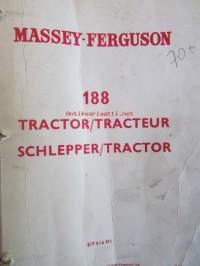 MASSEY-FERGUSON
70+
188
TRACTOR/TRACTEUR
SCHLEPPER/TRACTOR